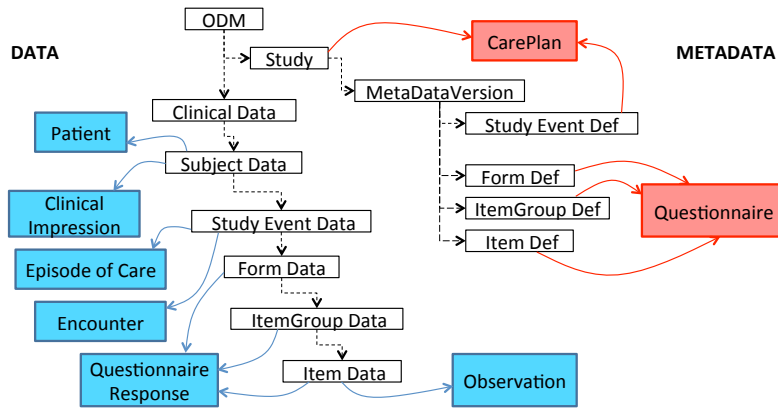 ODM
DATA
Study
CarePlan
METADATA
MetaDataVersion
Clinical Data
Patient
Study Event Def
Subject Data
Form Def
Clinical
Impression
Study Event Data
ItemGroup Def
Questionnaire
Item Def
Episode of Care
Form Data
Encounter
ItemGroup Data
Questionnaire
Response
Item Data
Observation